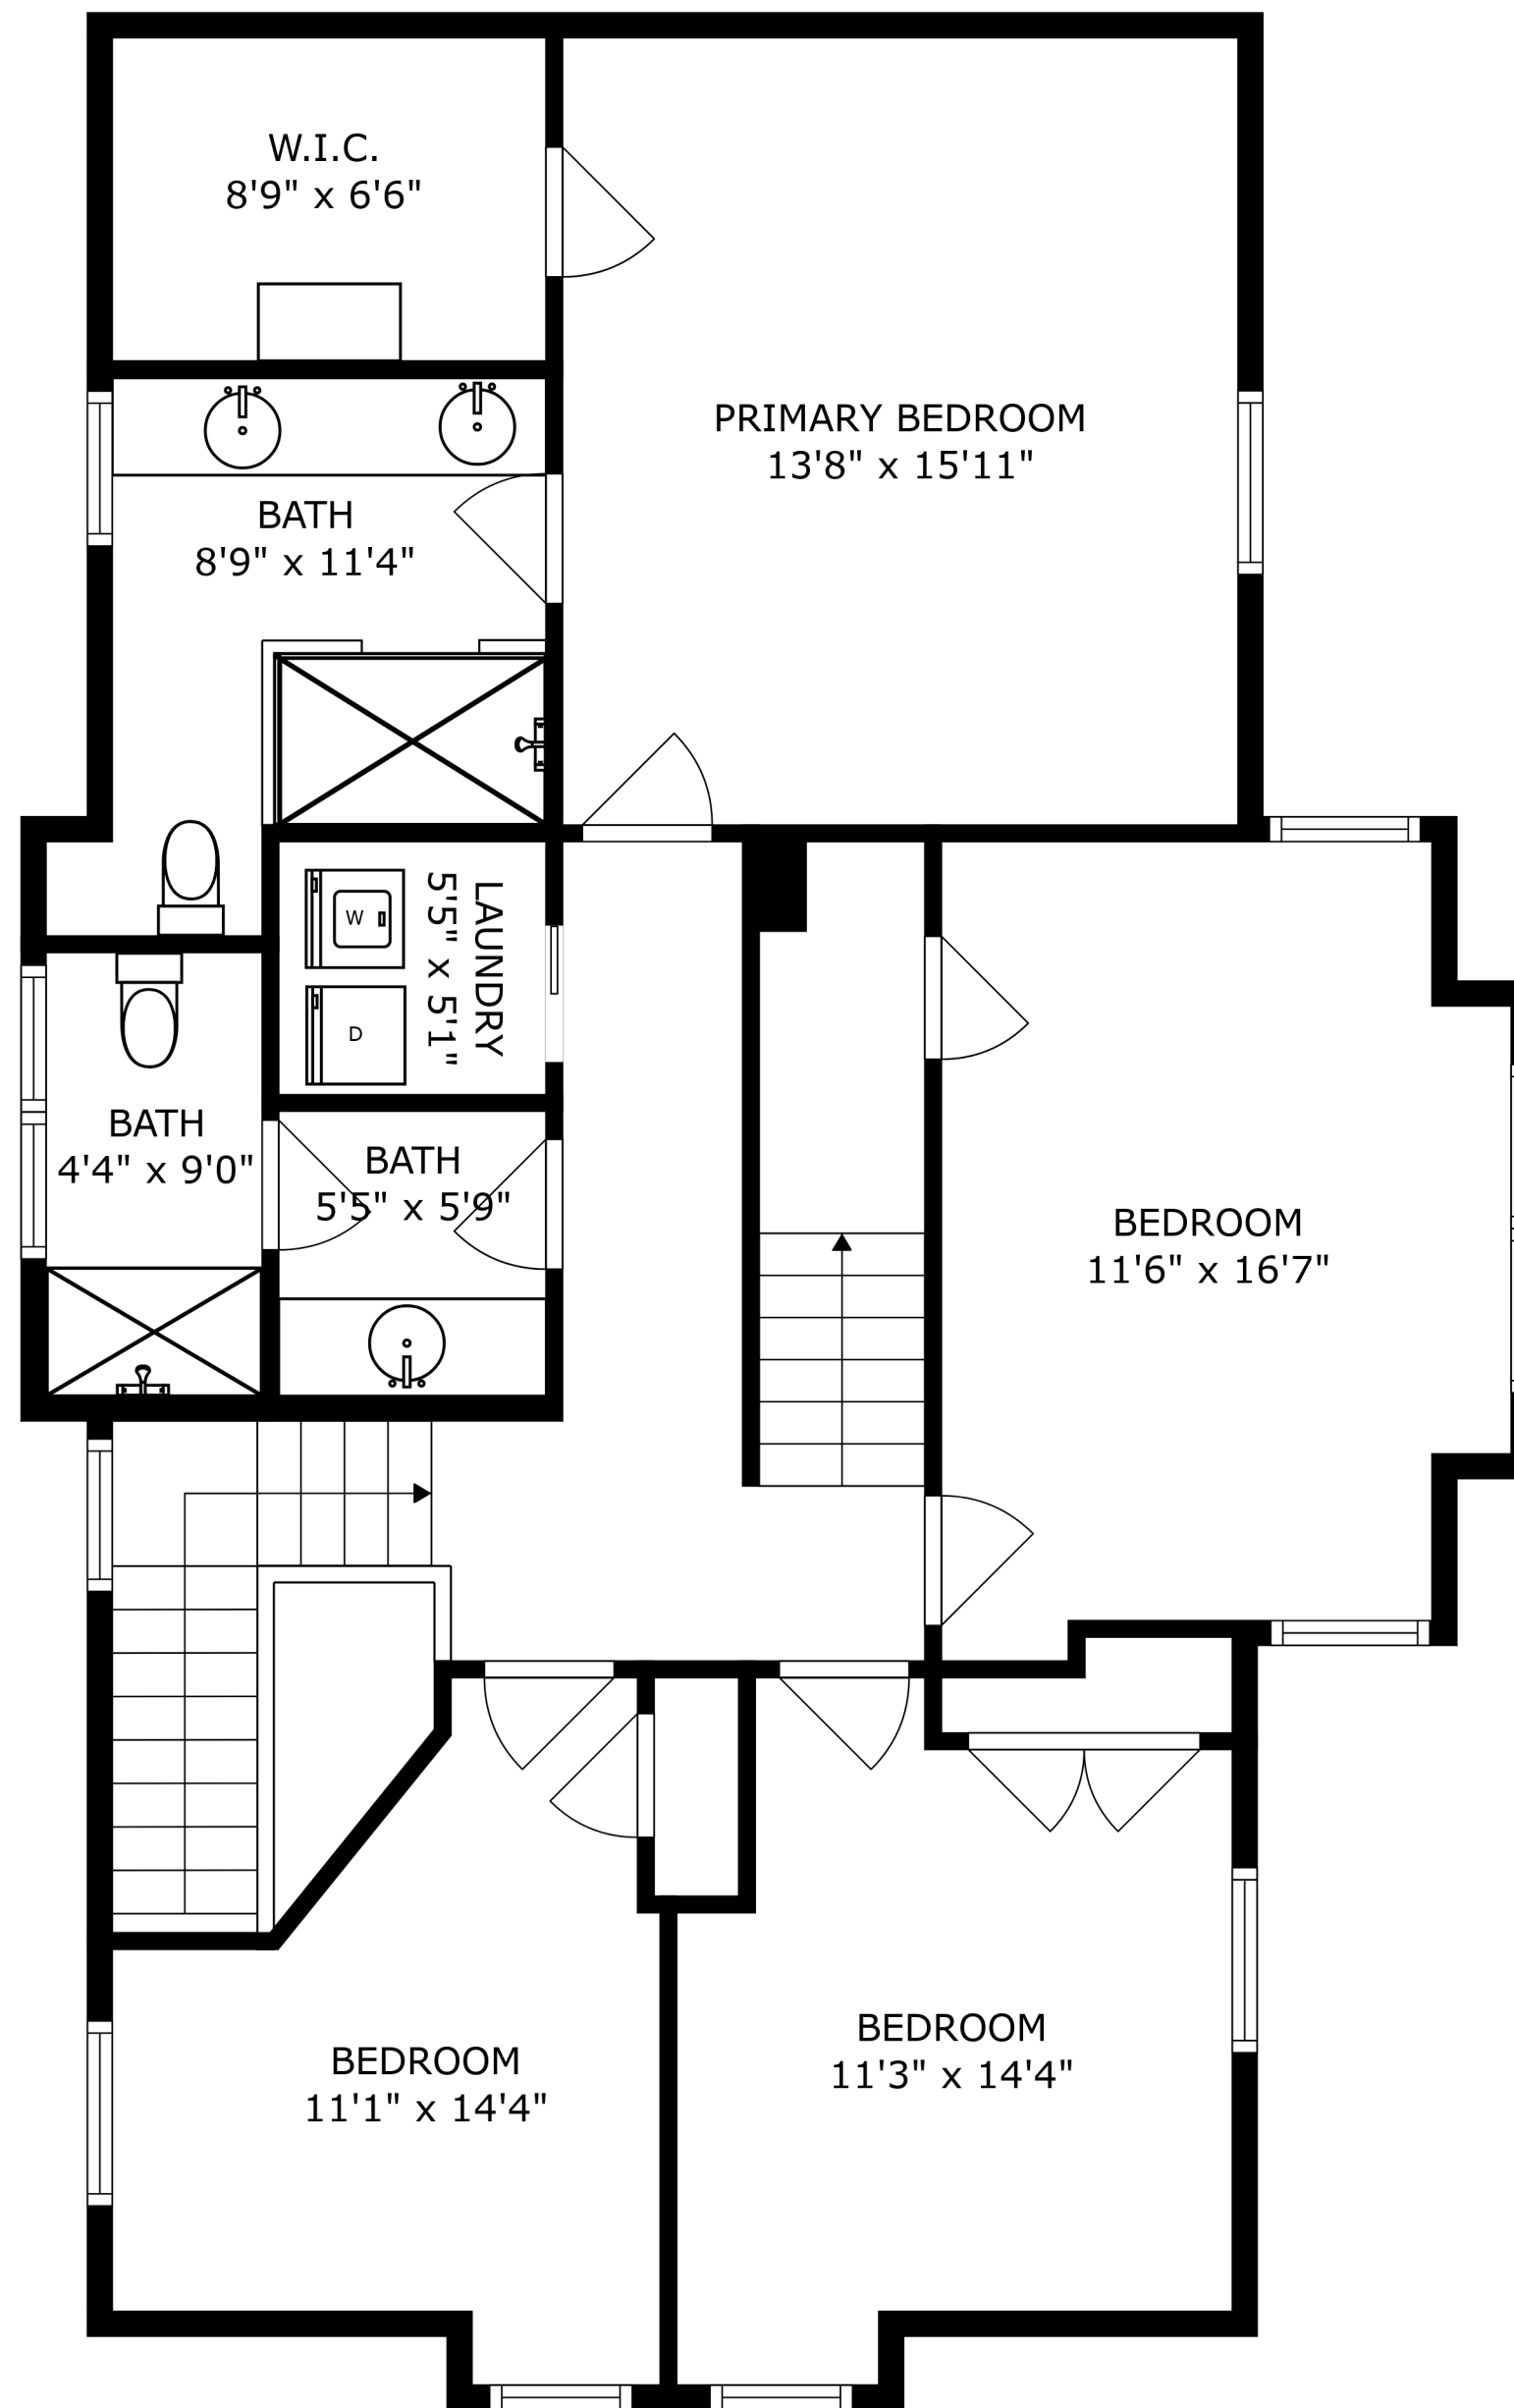 W.I.C.
8'9" x 6'6"
PRIMARY BEDROOM
13'8" x 15'11"
BATH
8'9" x 11'4"
W
D
LAUNDRY
5'5" x 5'1"
BATH
4'4" x 9'0"
BATH
5'5" x 5'9"
BEDROOM
11'6" x 16'7"
BEDROOM
11'3" x 14'4"
BEDROOM
11'1" x 14'4"